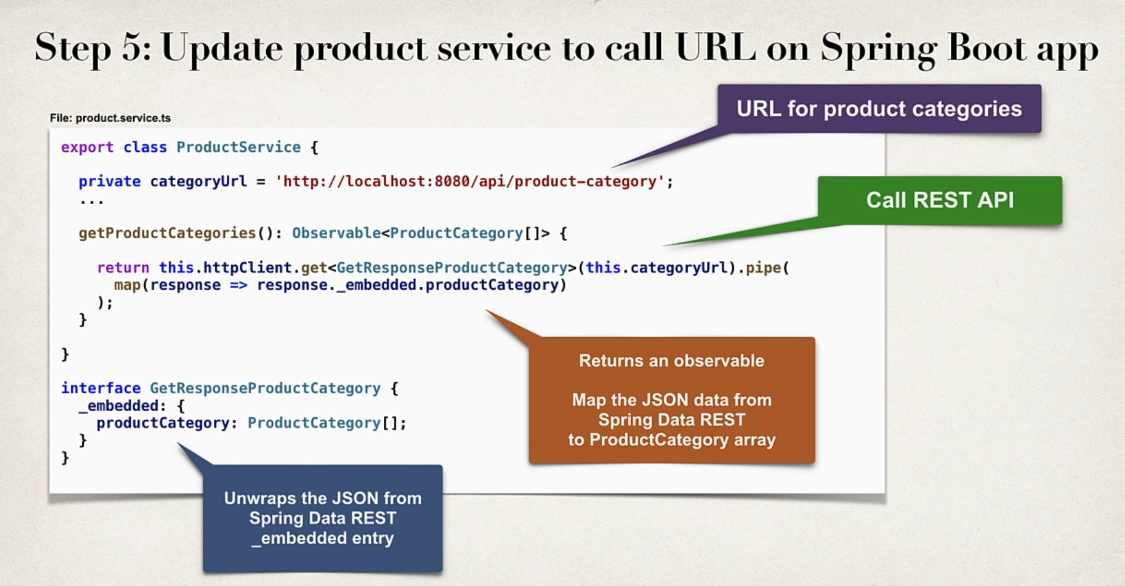 Step 5: Update product service to call URL on Spring Boot app
File: product.service.ts
URL for product categories
export class ProductService {
private categoryUrl = 'http://localhost:8080/api/product-category';
...
Call REST API
getProductCategories(): Observable<ProductCategory[]> {
return this.httpClient.get<GetResponseProductCategory>(this.categoryUrl).pipe(
map(response => response._embedded.productCategory)
);
}
}
Returns an observable
Map the JSON data from
Spring Data REST
to ProductCategory array
interface GetResponseProductCategory {
_embedded: {
productCategory: ProductCategory[];
}
}
Unwraps the JSON from
Spring Data REST
_embedded entry